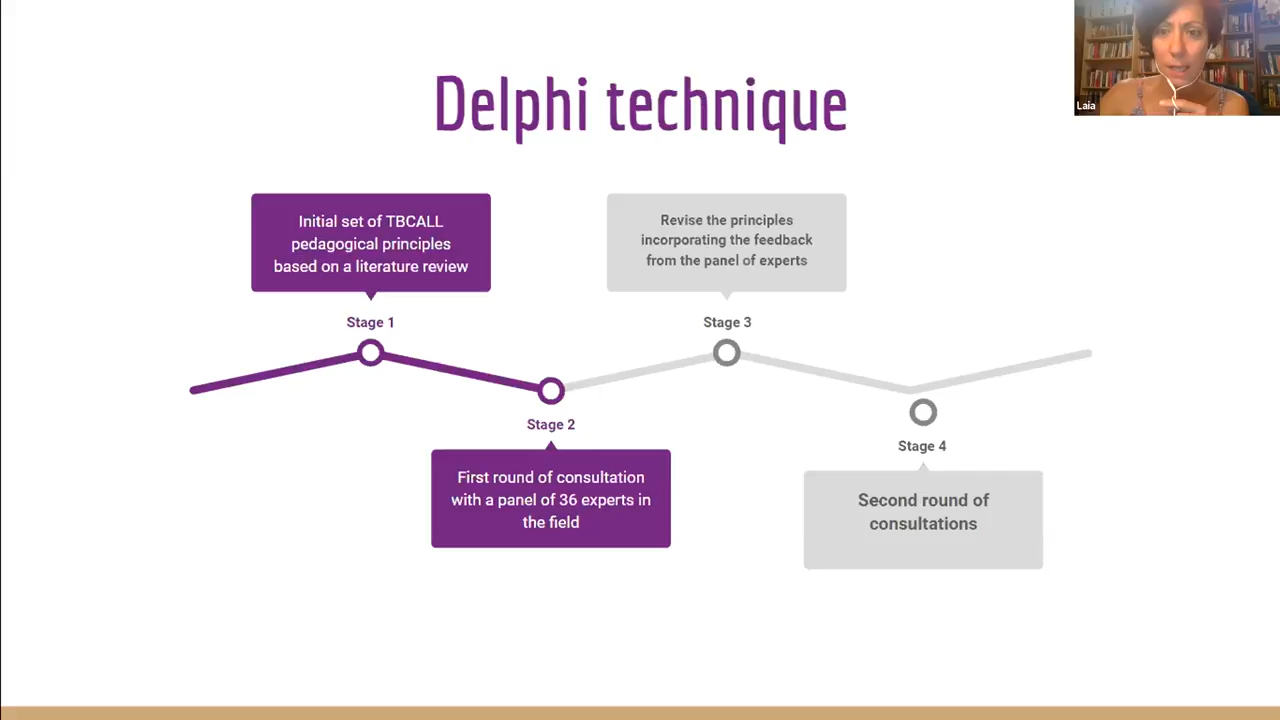 Delphi technique
Laia
Initial set of TBCALL
pedagogical principles
based on a literature review
Revise the principles
incorporating the feedback
from the panel of experts
Stage 1
Stage 3
Stage 2
Stage 4
First round of consultation
with a panel of 36 experts in
the field
Second round of
consultations